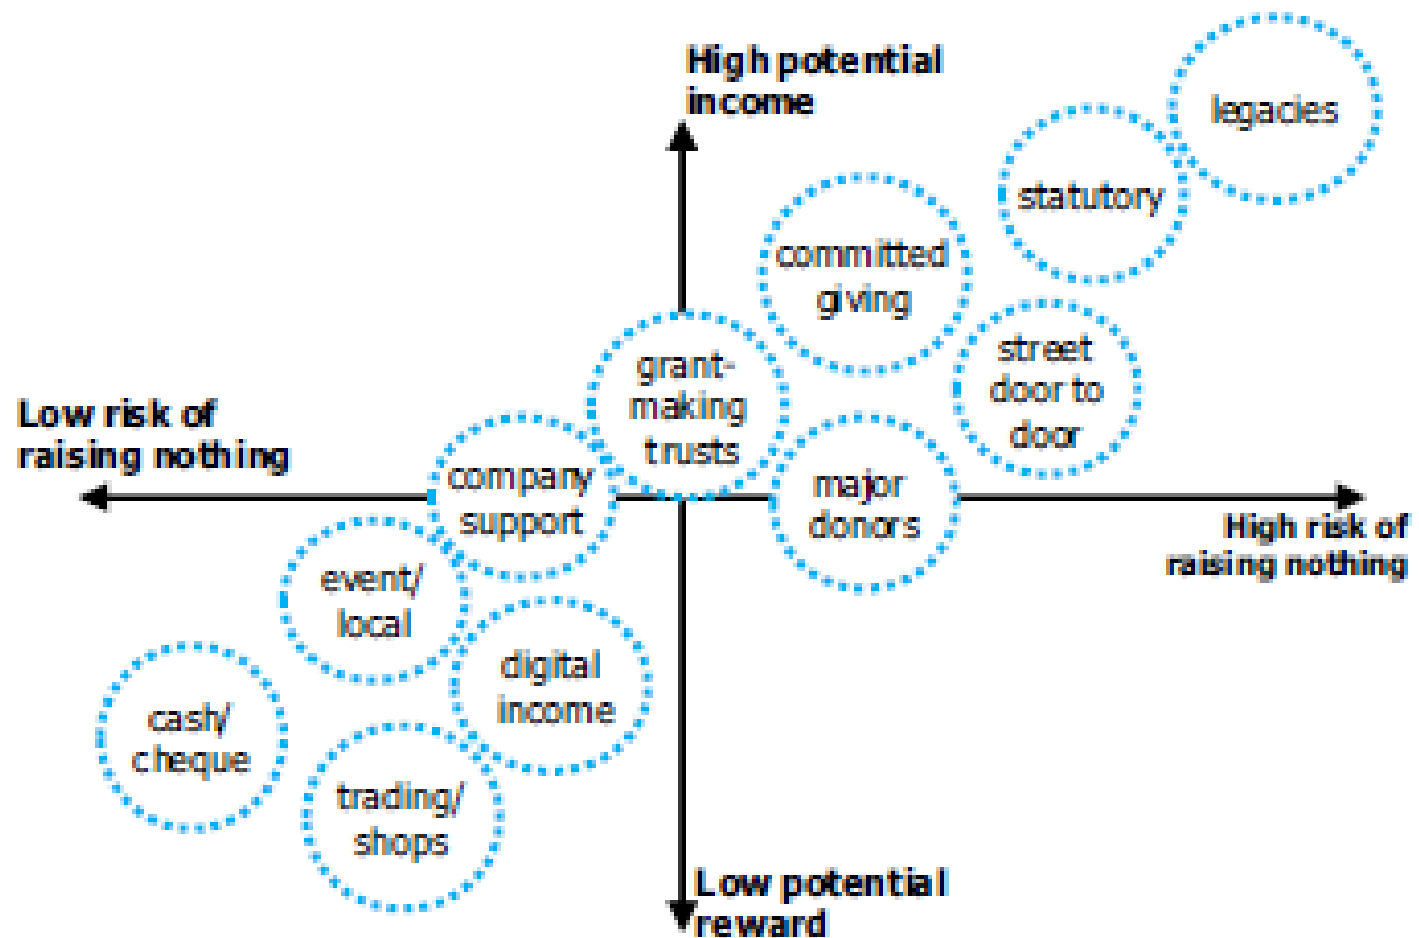 High potential
income
legacies
statutory
committed
giving
street
door to
door
grant-
making
trusts
Low risk of
raising nothing
company
support
major
donors
High risk of
raising nothing
event/
local
digital
income
cash/
cheque
trading/
shops
Low potential
reward